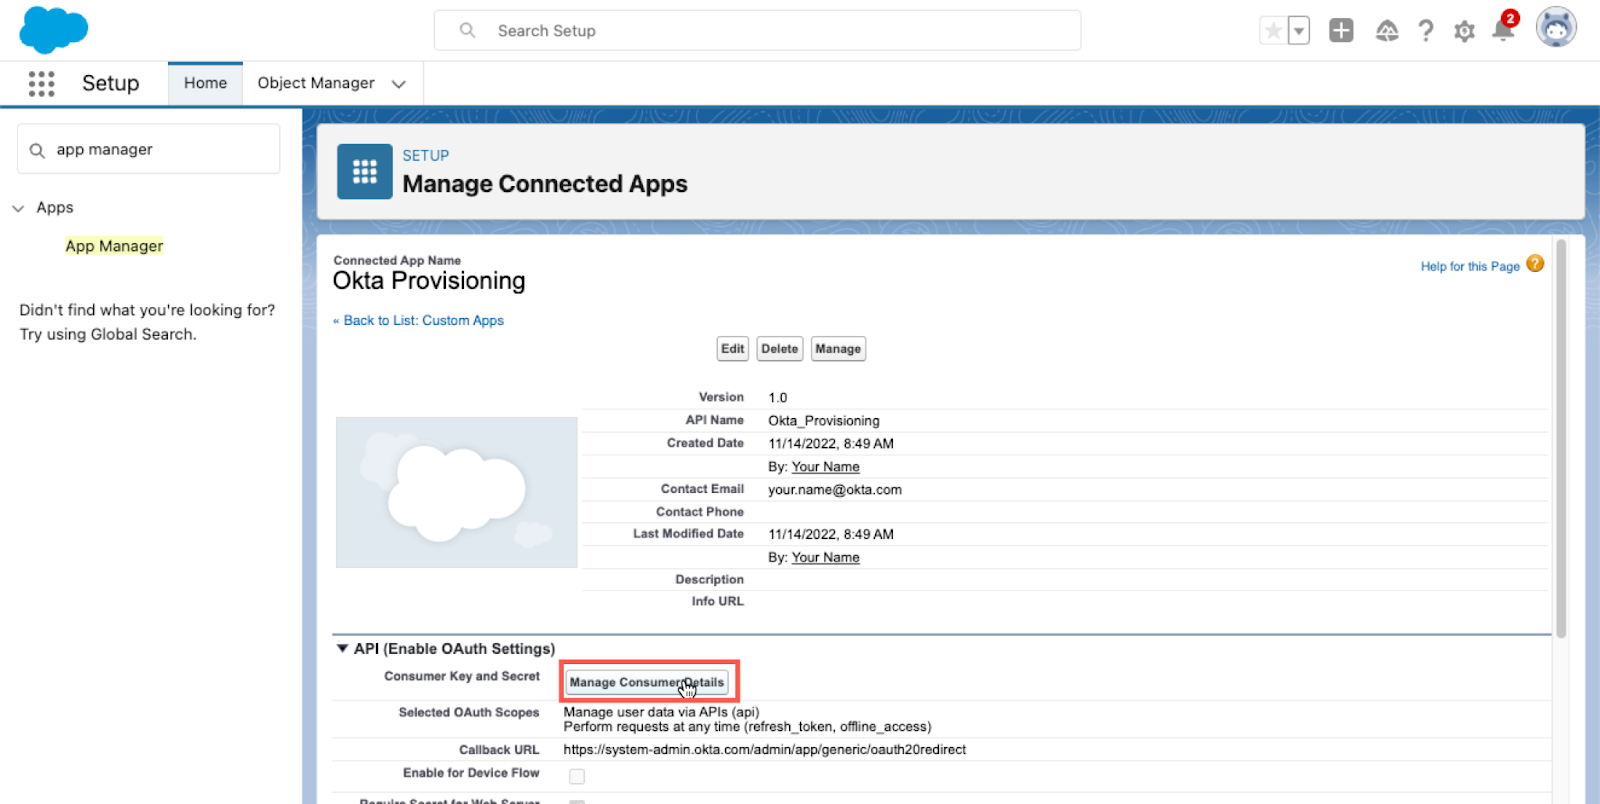 Search Setup
2
Setup
Home
Object Manager
app manager
Apps
App Manager
Didn't find what you're looking for?
Try using Global Search.
SETUP
Manage Connected Apps
Connected App Name
Okta Provisioning
Help for this Page ?
« Back to List: Custom Apps
Edit Delete Manage
Version 1.0
API Name Okta_Provisioning
Created Date 11/14/2022, 8:49 AM
By: Your Name
Contact Email your.name@okta.com
Contact Phone
Last Modified Date 11/14/2022, 8:49 AM
By: Your Name
Description
Info URL
API (Enable OAuth Settings)
Consumer Key and Secret Manage Consumer Details
Selected OAuth Scopes Manage user data via APIs (api)
Perform requests at any time (refresh_token, offline_access)
Callback URL https://system-admin.okta.com/admin/app/generic/oauth20redirect
Enable for Device Flow
Require Secret for Web Server